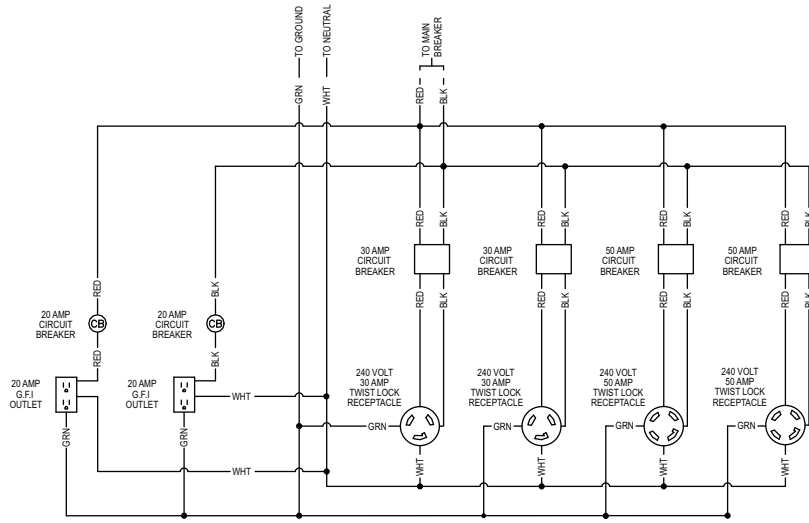 TO GROUND
TO NEUTRAL
TO MAIN
BREAKER
GRN
WHT
RED
BLK
RED
BLK
RED
BLK
RED
BLK
RED
BLK
30 AMP
CIRCUIT
BREAKER
30 AMP
CIRCUIT
BREAKER
50 AMP
CIRCUIT
BREAKER
50 AMP
CIRCUIT
BREAKER
RED
BLK
RED
BLK
RED
BLK
RED
BLK
RED
BLK
20 AMP
CIRCUIT
BREAKER
CB
20 AMP
CIRCUIT
BREAKER
CB
RED
BLK
20 AMP
G.F.I
OUTLET
20 AMP
G.F.I
OUTLET
240 VOLT
30 AMP
TWIST LOCK
RECEPTACLE
240 VOLT
30 AMP
TWIST LOCK
RECEPTACLE
240 VOLT
50 AMP
TWIST LOCK
RECEPTACLE
240 VOLT
50 AMP
TWIST LOCK
RECEPTACLE
WHT
GRN
GRN
GRN
GRN
GRN
GRN
WHT
WHT
WHT
WHT
WHT